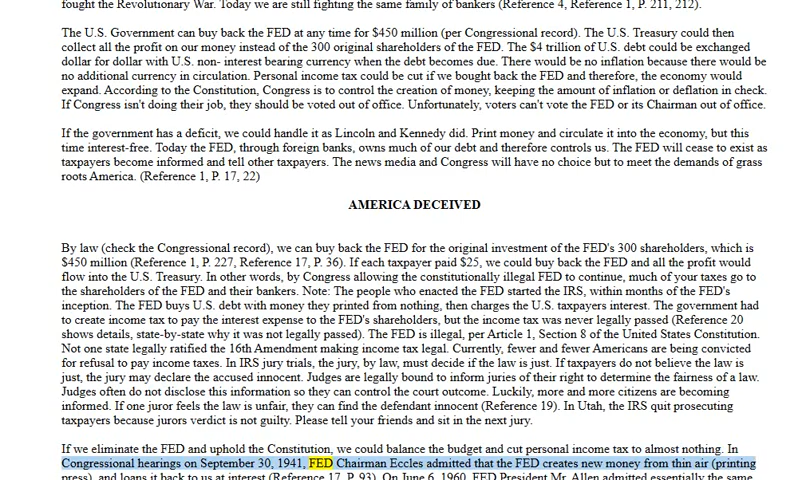 fought the Revolutionary War. Today we are still fighting the same family of bankers (Reference 4, Reference 1, P. 211, 212).
The U.S. Government can buy back the FED at any time for $450 million (per Congressional record). The U.S. Treasury could then
collect all the profit on our money instead of the 300 original shareholders of the FED. The $4 trillion of U.S. debt could be exchanged
dollar for dollar with U.S. non- interest bearing currency when the debt becomes due. There would be no inflation because there would be
no additional currency in circulation. Personal income tax could be cut if we bought back the FED and therefore, the economy would
expand. According to the Constitution, Congress is to control the creation of money, keeping the amount of inflation or deflation in check.
If Congress isn't doing their job, they should be voted out of office. Unfortunately, voters can't vote the FED or its Chairman out of office.
If the government has a deficit, we could handle it as Lincoln and Kennedy did. Print money and circulate it into the economy, but this
time interest-free. Today the FED, through foreign banks, owns much of our debt and therefore controls us. The FED will cease to exist as
taxpayers become informed and tell other taxpayers. The news media and Congress will have no choice but to meet the demands of grass
roots America. (Reference 1, P. 17, 22)
AMERICA DECEIVED
By law (check the Congressional record), we can buy back the FED for the original investment of the FED's 300 shareholders, which is
$450 million (Reference 1, P. 227, Reference 17, P. 36). If each taxpayer paid $25, we could buy back the FED and all the profit would
flow into the U.S. Treasury. In other words, by Congress allowing the constitutionally illegal FED to continue, much of your taxes go to
the shareholders of the FED and their bankers. Note: The people who enacted the FED started the IRS, within months of the FED's
inception. The FED buys U.S. debt with money they printed from nothing, then charges the U.S. taxpayers interest. The government had
to create income tax to pay the interest expense to the FED's shareholders, but the income tax was never legally passed (Reference 20
shows details, state-by-state why it was not legally passed). The FED is illegal, per Article 1, Section 8 of the United States Constitution.
Not one state legally ratified the 16th Amendment making income tax legal. Currently, fewer and fewer Americans are being convicted
for refusal to pay income taxes. In IRS jury trials, the jury, by law, must decide if the law is just. If taxpayers do not believe the law is
just, the jury may declare the accused innocent. Judges are legally bound to inform juries of their right to determine the fairness of a law.
Judges often do not disclose this information so they can control the court outcome. Luckily, more and more citizens are becoming
informed. If one juror feels the law is unfair, they can find the defendant innocent (Reference 19). In Utah, the IRS quit prosecuting
taxpayers because jurors verdict is not guilty. Please tell your friends and sit in the next jury.
If we eliminate the FED and uphold the Constitution, we could balance the budget and cut personal income tax to almost nothing. In
Congressional hearings on September 30, 1941, FED Chairman Eccles admitted that the FED creates new money from thin air (printing
press), and loans it back to us at interest (Reference 17, P. 93). On June 6, 1960, FED President Mr. Allen admitted essentially the same